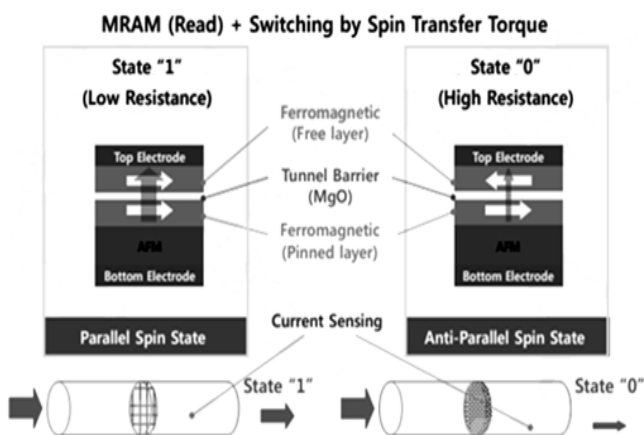 MRAM (Read) + Switching by Spin Transfer Torque
State "1"
(Low Resistance)
Top Electrode
AFM
Bottom Electrode
Parallel Spin State
Ferromagnetic
(Free layer)
Tunnel Barrier
(MgO)
Ferromagnetic
(Pinned layer)
Current Sensing
State "0"
(High Resistance)
Top Electrode
AFM
Bottom Electrode
Anti-Parallel Spin State
State "1"
State "0"